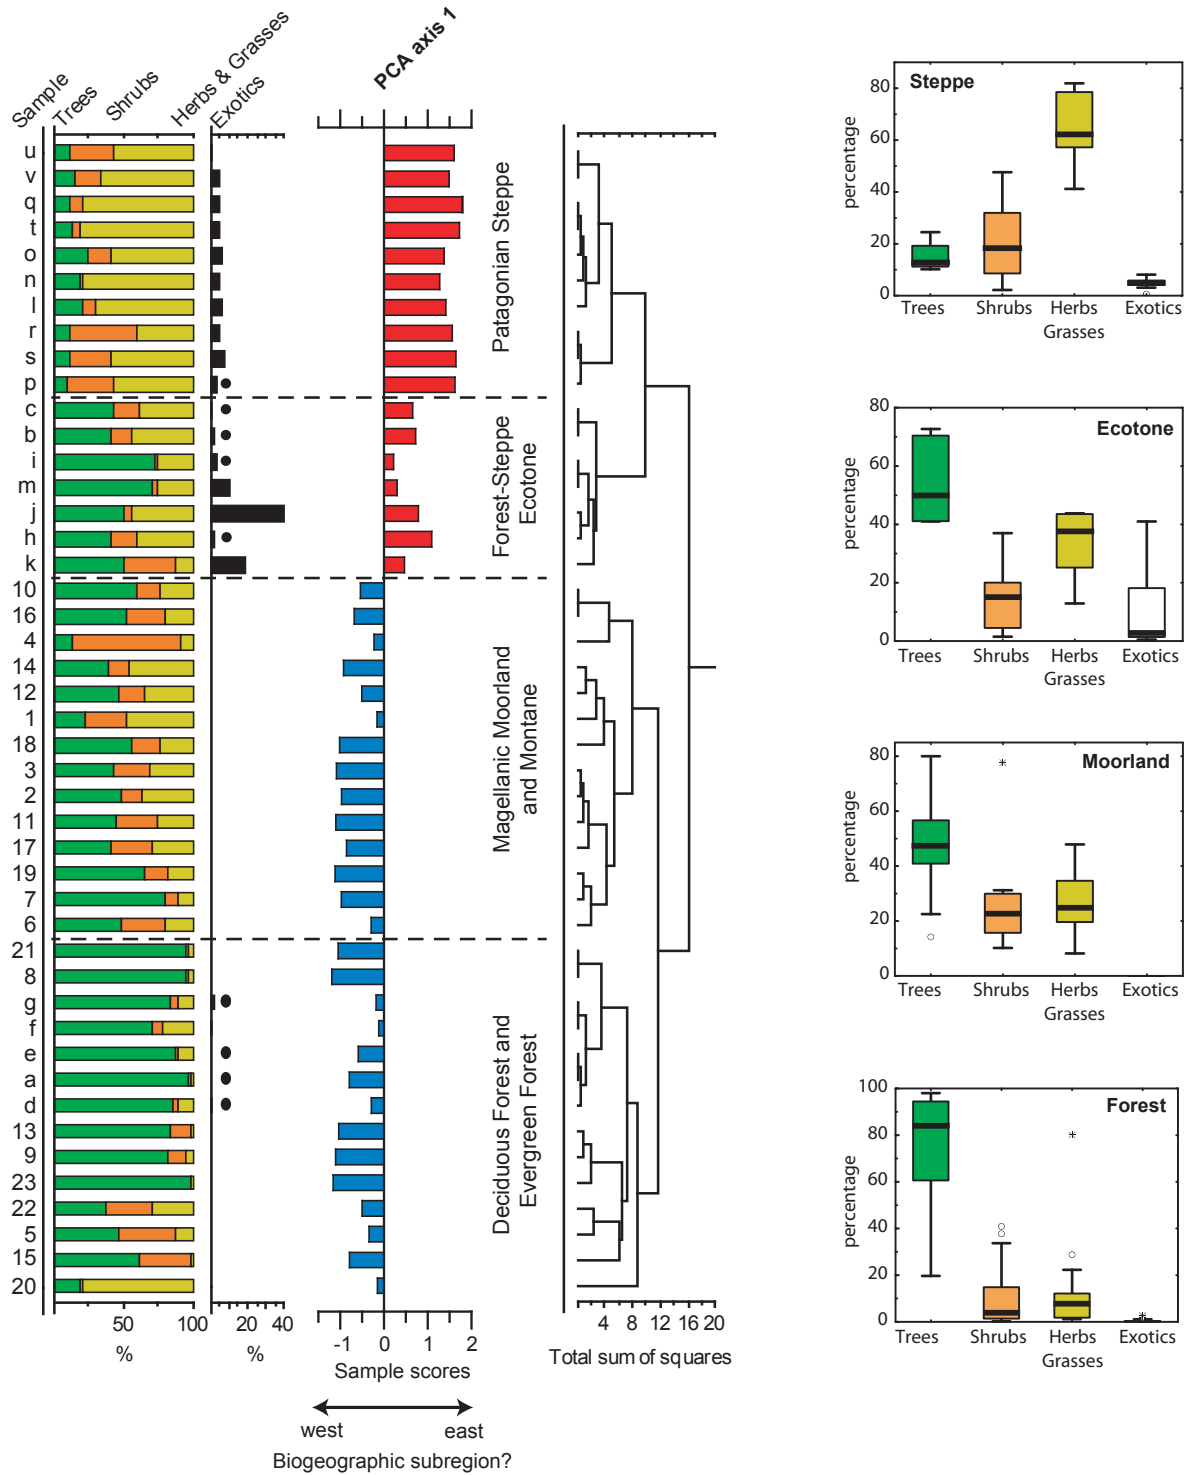 Sample
Trees
Shrubs
Herbs & Grasses
Exotics
PCA axis 1
20 40
u
v
q
t
o
n
l
r
s
p
c
b
i
m
j
h
k
10
16
4
14
12
1
18
3
2
11
17
19
7
6
21
8
g
f
e
a
d
13
9
23
22
5
15
20
50 100
%
%
-1 0 1 2
Sample scores
west east
Biogeographic subregion?
Patagonian Steppe
Forest-Steppe
Ecotone
Magellanic Moorland
and Montane
Deciduous Forest and
Evergreen Forest
4 8 12 16 20
Total sum of squares
Steppe
percentage
80
60
40
20
0
Trees Shrubs Herbs Exotics
Grasses
Ecotone
percentage
80
60
40
20
0
Trees Shrubs Herbs Exotics
Grasses
Moorland
percentage
80
60
40
20
0
Trees Shrubs Herbs Exotics
Grasses
Forest
percentage
100
80
60
40
20
0
Trees Shrubs Herbs Exotics
Grasses